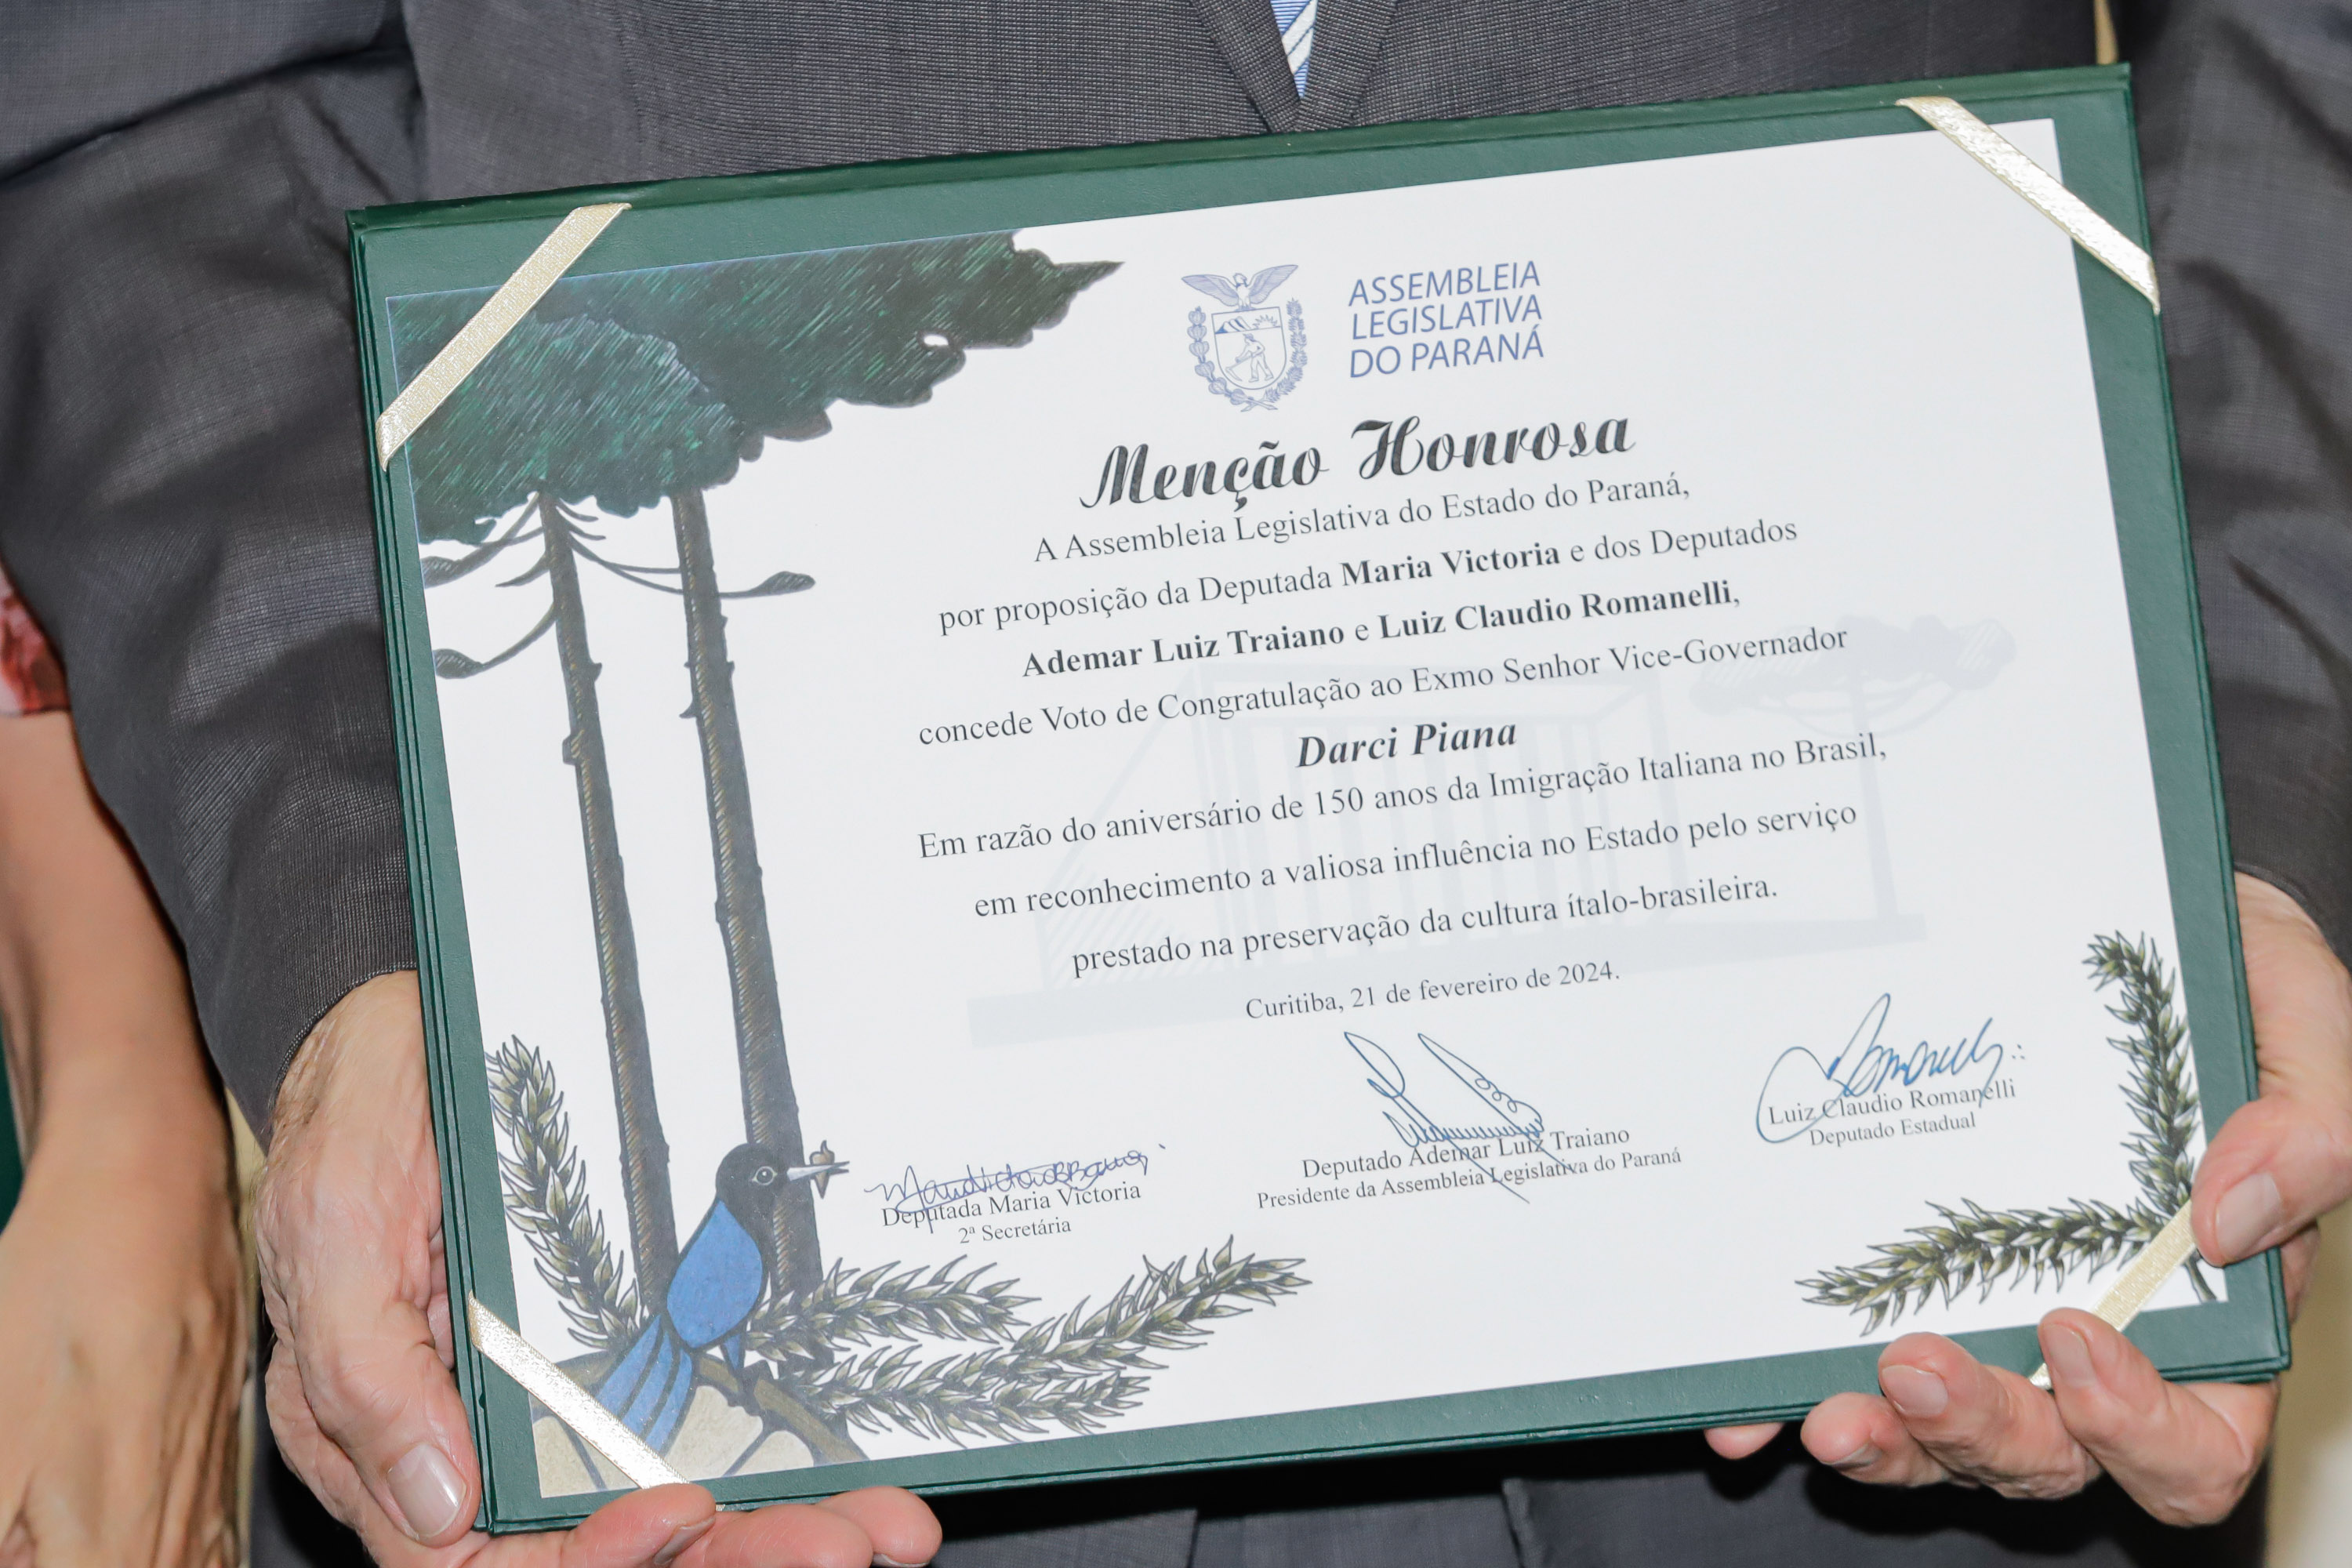 ASSEMBLEIA
LEGISLATIVA
DO PARANÁ
Menção Honrosa
A Assembleia Legislativa do Estado do Paraná,
por proposição da Deputada Maria Victoria e dos Deputados
Ademar Luiz Traiano e Luiz Claudio Romanelli,
concede Voto de Congratulação ao Exmo Senhor Vice-Governador
Darci Piana
Em razão do aniversário de 150 anos da Imigração Italiana no Brasil,
em reconhecimento a valiosa influência no Estado pelo serviço
prestado na preservação da cultura ítalo-brasileira.
Curitiba, 21 de fevereiro de 2024.
Deputada Maria Victoria
2ª Secretária
Deputado Ademar Luiz Traiano
Presidente da Assembleia Legislativa do Paraná
Luiz Claudio Romanelli
Deputado Estadual